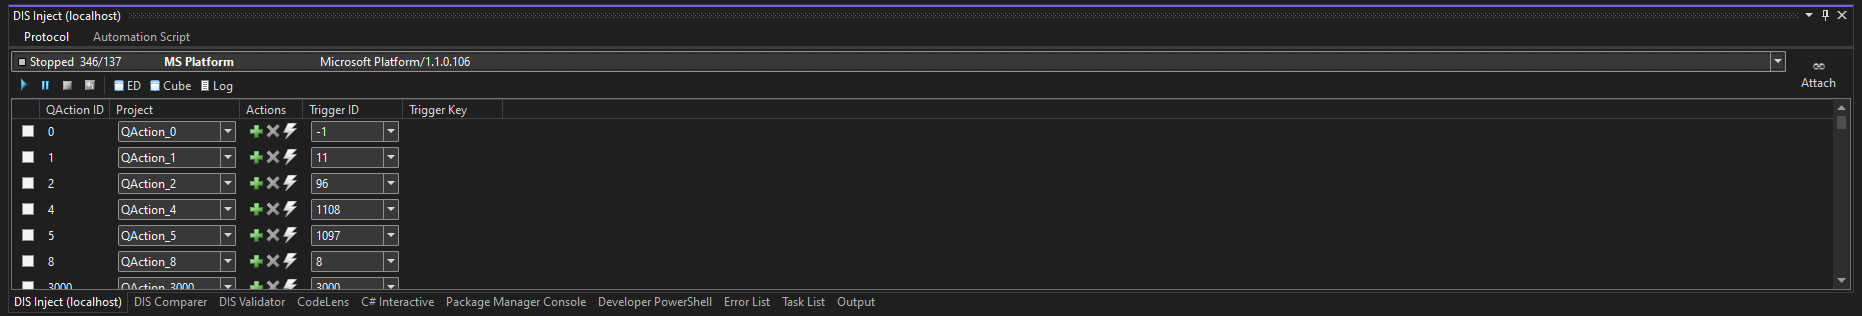 DIS Inject (localhost)
Protocol Automation Script
Stopped 346/137 MS Platform Microsoft Platform/1.1.0.106
Attach
ED Cube Log
QAction ID Project Actions Trigger ID Trigger Key
0 QAction_0 -1
1 QAction_1 11
2 QAction_2 96
4 QAction_4 1108
5 QAction_5 1097
8 QAction_8 8
3000 QAction_3000 3000
DIS Inject (localhost) DIS Comparer DIS Validator CodeLens C# Interactive Package Manager Console Developer PowerShell Error List Task List Output